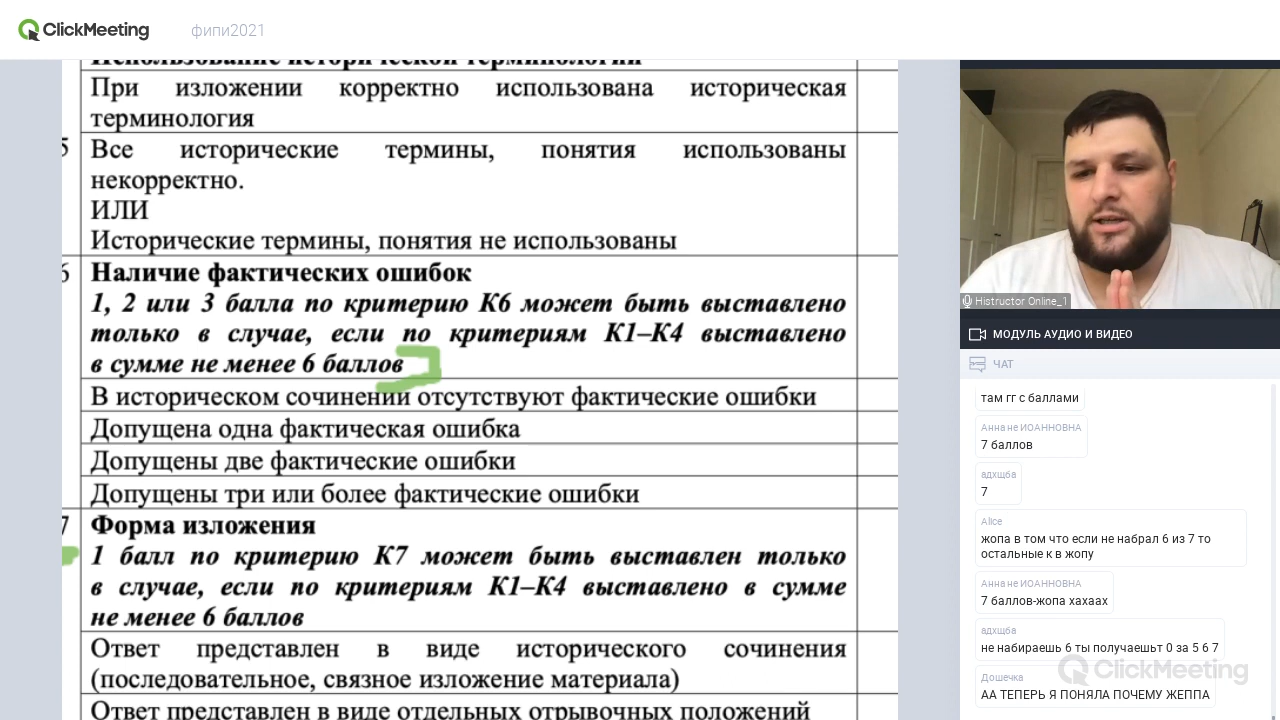 ClickMeeting
фипи2021
Использование исторической терминологии
При изложении корректно использована историческая
терминология
5
Все исторические термины, понятия использованы
некорректно.
ИЛИ
Исторические термины, понятия не использованы
6
Наличие фактических ошибок
1, 2 или 3 балла по критерию К6 может быть выставлено
только в случае, если по критериям К1–К4 выставлено
в сумме не менее 6 баллов
В историческом сочинении отсутствуют фактические ошибки
Допущена одна фактическая ошибка
Допущены две фактические ошибки
Допущены три или более фактические ошибки
7
Форма изложения
1 балл по критерию К7 может быть выставлен только
в случае, если по критериям К1–К4 выставлено в сумме
не менее 6 баллов
Ответ представлен в виде исторического сочинения
(последовательное, связное изложение материала)
Ответ представлен в виде отдельных отрывочных положений
Histructor Online_1
МОДУЛЬ АУДИО И ВИДЕО
ЧАТ
там гг с баллами
Анна не ИОАННОВНА
7 баллов
адхщба
7
Alice
жопа в том что если не набрал 6 из 7 то
остальные к в жопу
Анна не ИОАННОВНА
7 баллов-жопа хахаах
адхщба
не набираешь 6 ты получаешьт 0 за 5 6 7
Дошечка
АА ТЕПЕРЬ Я ПОНЯЛА ПОЧЕМУ ЖЕППА
ClickMeeting